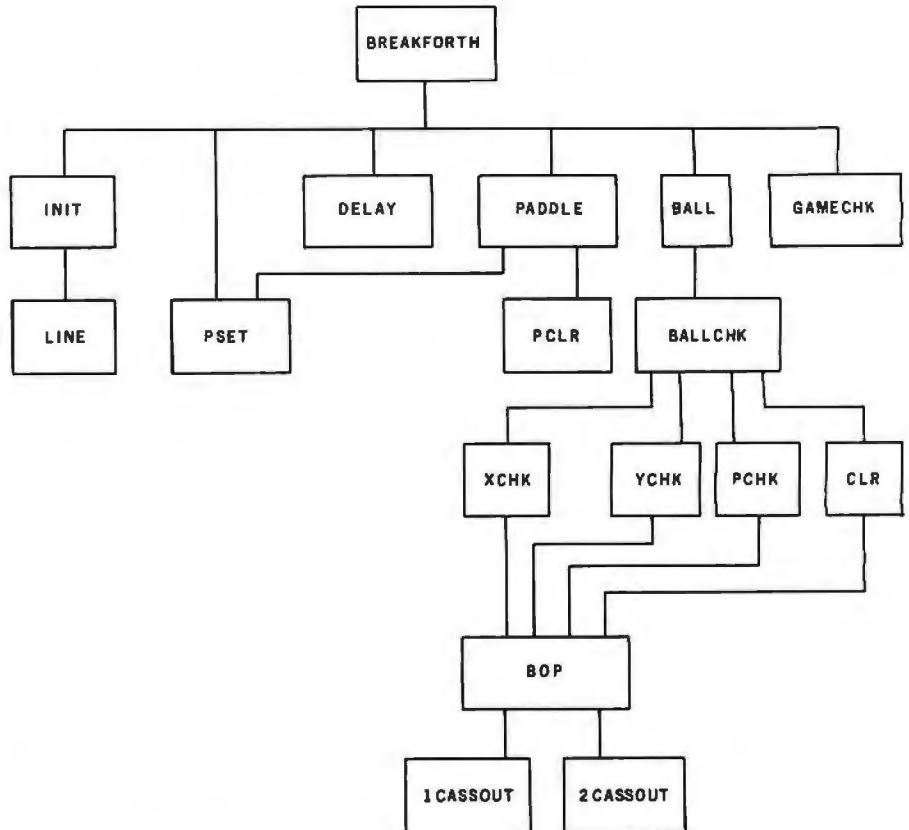 BREAKFORTH
INIT
DELAY
PADDLE
BALL
GAMECHK
LINE
PSET
PCLR
BALLCHK
XCHK
YCHK
PCHK
CLR
BOP
1CASSOUT
2CASSOUT